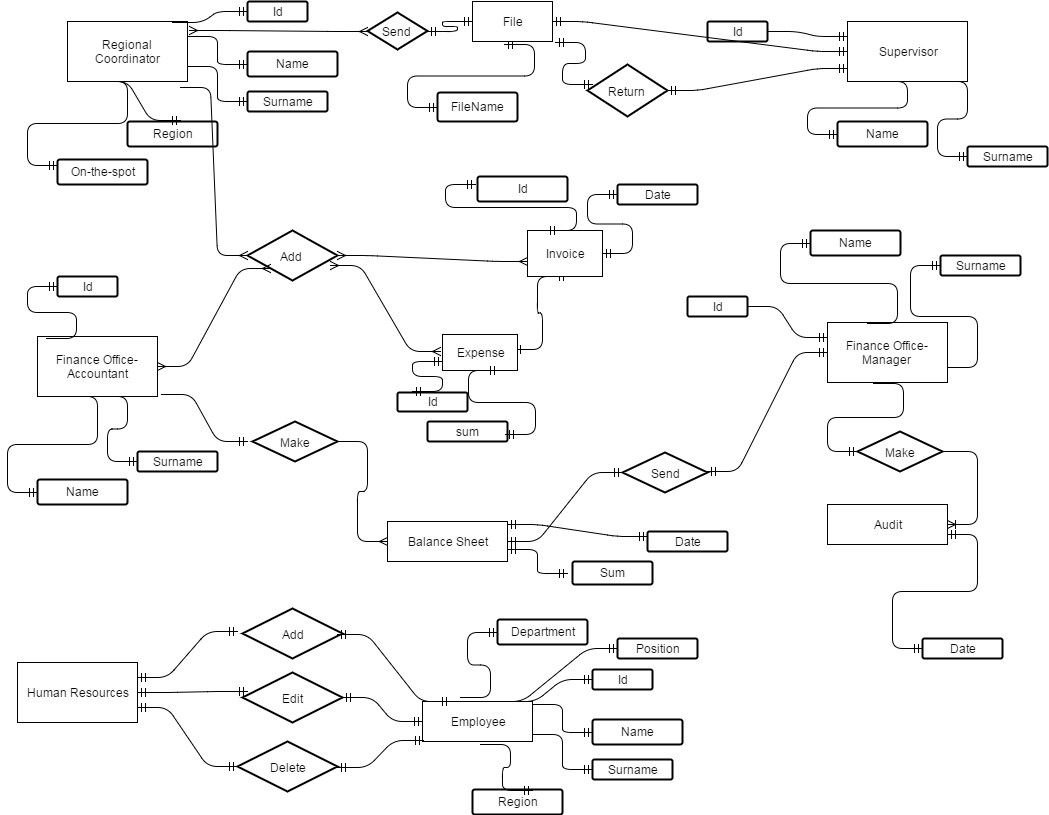 Id
File
Regional
Coordinator
Send
Id
Supervisor
Name
Surname
Return
FileName
Region
Name
On-the-spot
Surname
Id
Date
Name
Add
Invoice
Surname
Id
Id
Finance Office-
Accountant
Expense
Finance Office-
Manager
Id
sum
Make
Make
Surname
Send
Name
Audit
Balance Sheet
Date
Sum
Add
Department
Position
Date
Human Resources
Id
Edit
Employee
Name
Delete
Surname
Region